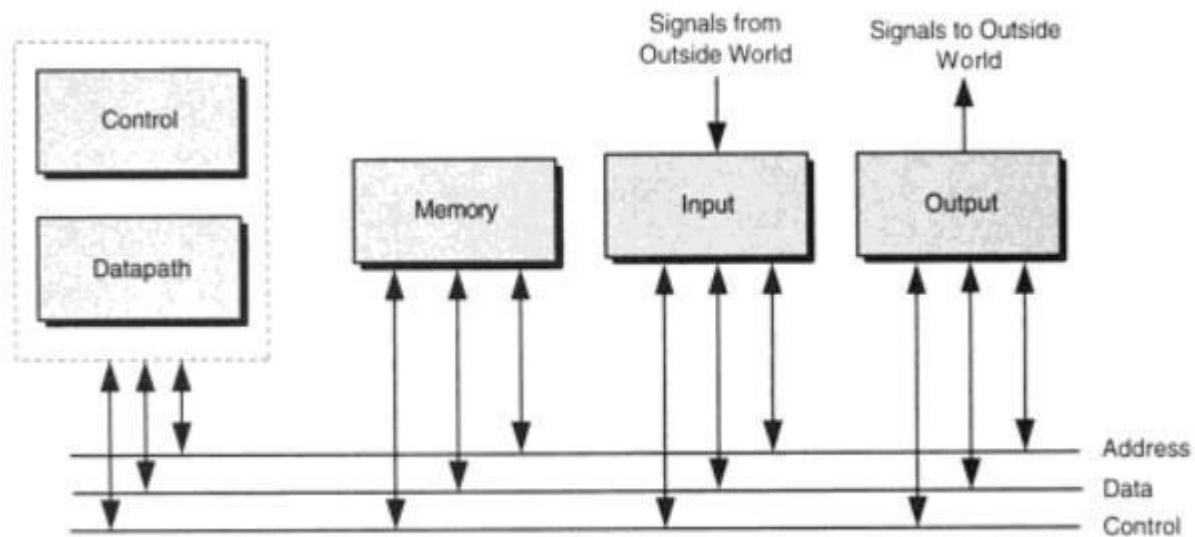 Signals from
Outside World
Signals to Outside
World
Control
Datapath
Memory
Input
Output
Address
Data
Control